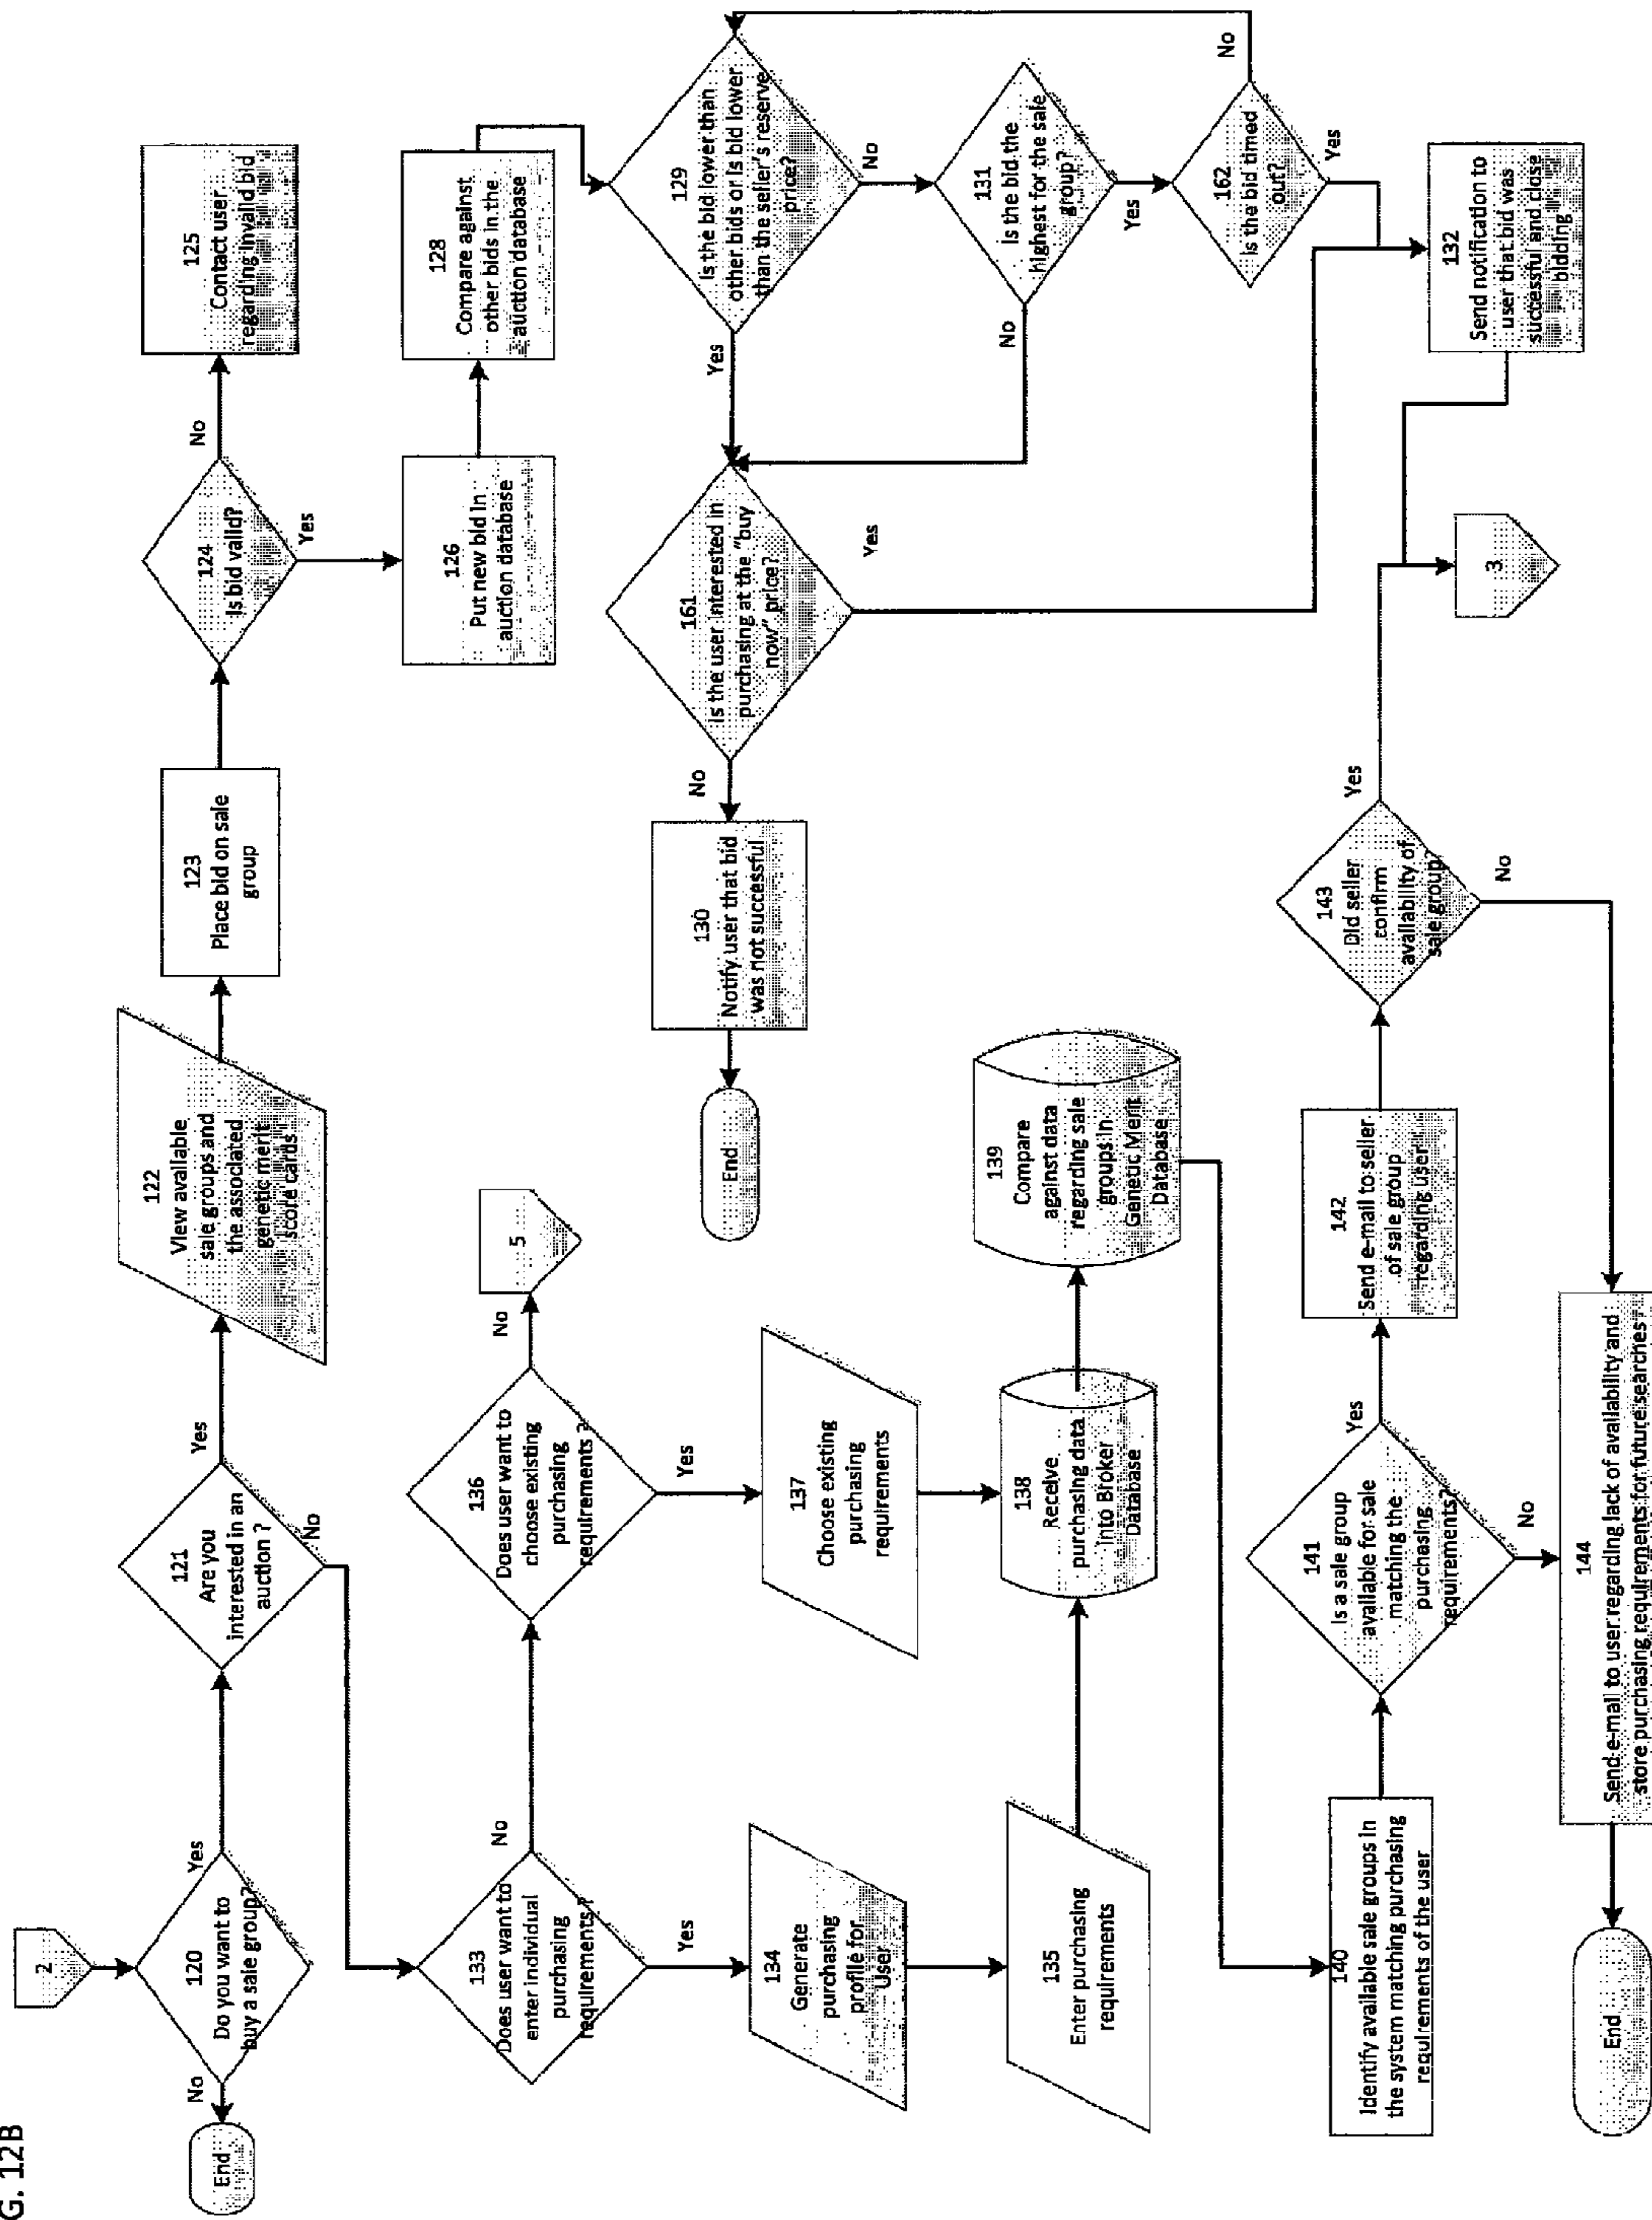 G. 12B
2
120
Do you want to
buy a sale group?
No
End
Yes
121
Are you
interested in an
auction ?
Yes
No
122
View available
sale groups and
the associated
genetic merit
score cards
123
Place bid on sale
group
124
Is bid valid?
No
Yes
125
Contact user
regarding invalid bid
126
Put new bid in
auction database
128
Compare against
other bids in the
auction database
129
Is the bid lower than
other bids or Is bid lower
than the seller's reserve
price?
Yes
No
131
Is the bid the
highest for the sale
group?
No
Yes
162
Is the bid timed
out?
No
Yes
132
Send notification to
user that bid was
successful and close
bidding
161
Is the user interested in
purchasing at the "buy
now" price?
No
Yes
130
Notify user that bid
was not successful
End
133
Does user want to
enter individual
purchasing
requirements ?
No
Yes
136
Does user want to
choose existing
purchasing
requirements ?
No
5
Yes
134
Generate
purchasing
profile for
User
137
Choose existing
purchasing
requirements
135
Enter purchasing
requirements
138
Receive
purchasing data
into Broker
Database
139
Compare
against data
regarding sale
groups in
Genetic Merit
Database
140
Identify available sale groups in
the system matching purchasing
requirements of the user
141
Is a sale group
available for sale
matching the
purchasing
requirements?
Yes
No
142
Send e-mail to seller
of sale group
regarding user
143
Did seller
confirm
availability of
sale group?
Yes
No
3
144
Send e-mail to user regarding lack of availability and
store purchasing requirements for future searches
End